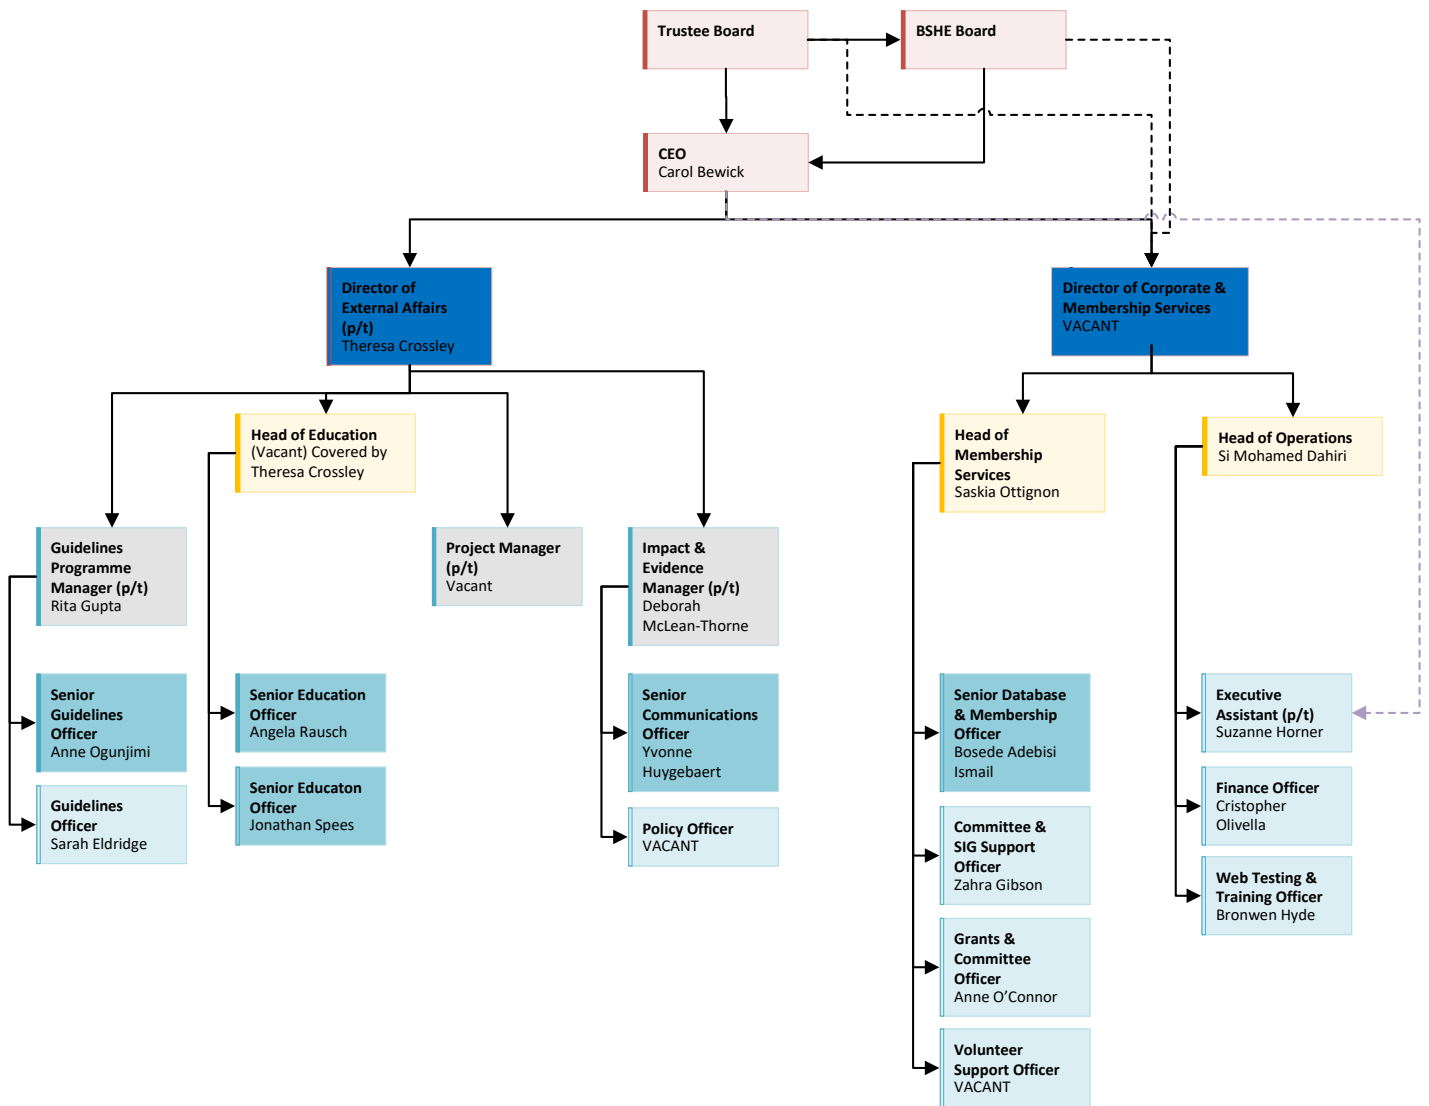 Trustee Board
BSHE Board
CEO
Carol Bewick
Director of
External Affairs
(p/t)
Theresa Crossley
Director of Corporate &
Membership Services
VACANT
Head of Education
(Vacant) Covered by
Theresa Crossley
Head of
Membership
Services
Saskia Ottignon
Head of Operations
Si Mohamed Dahiri
Guidelines
Programme
Manager (p/t)
Rita Gupta
Project Manager
(p/t)
Vacant
Impact &
Evidence
Manager (p/t)
Deborah
McLean-Thorne
Senior
Guidelines
Officer
Anne Ogunjimi
Senior Education
Officer
Angela Rausch
Senior
Communications
Officer
Yvonne
Huygebaert
Senior Database
& Membership
Officer
Bosede Adebisi
Ismail
Executive
Assistant (p/t)
Suzanne Horner
Guidelines
Officer
Sarah Eldridge
Senior Educaton
Officer
Jonathan Spees
Policy Officer
VACANT
Committee &
SIG Support
Officer
Zahra Gibson
Finance Officer
Cristopher
Olivella
Web Testing &
Training Officer
Bronwen Hyde
Grants &
Committee
Officer
Anne O’Connor
Volunteer
Support Officer
VACANT